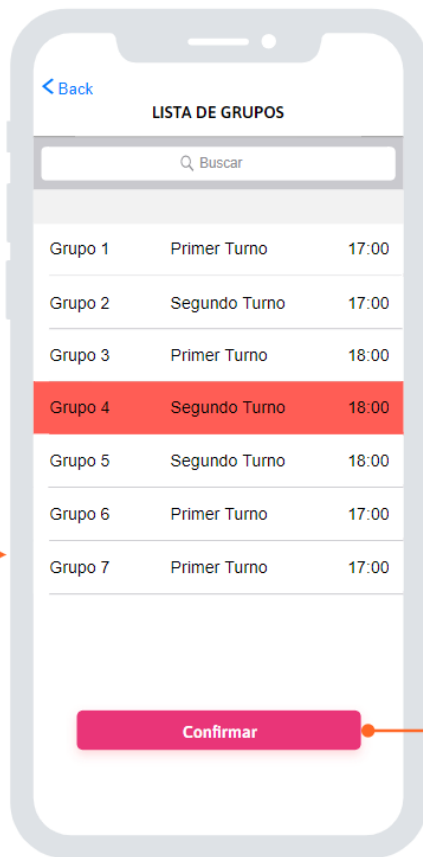 Back
LISTA DE GRUPOS
Buscar
Grupo 1 Primer Turno 17:00
Grupo 2 Segundo Turno 17:00
Grupo 3 Primer Turno 18:00
Grupo 4 Segundo Turno 18:00
Grupo 5 Segundo Turno 18:00
Grupo 6 Primer Turno 17:00
Grupo 7 Primer Turno 17:00
Confirmar